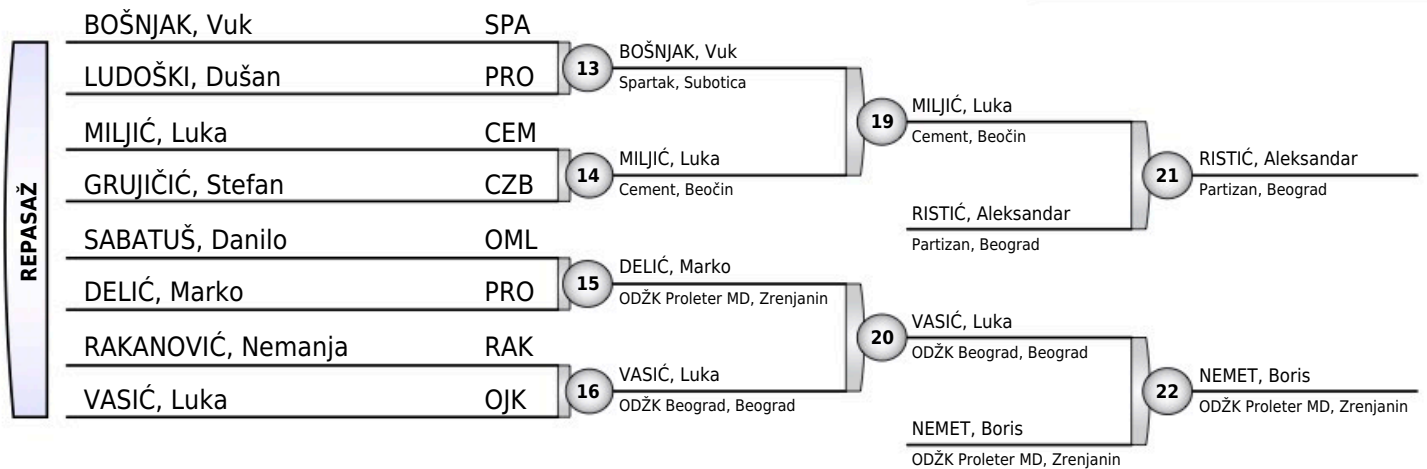 REPASAŽ
BOŠNJAK, Vuk SPA
LUDOŠKI, Dušan PRO
MILJIĆ, Luka CEM
GRUJIČIĆ, Stefan CZB
SABATUŠ, Danilo OML
DELIĆ, Marko PRO
RAKANOVIĆ, Nemanja RAK
VASIĆ, Luka OJK
13
BOŠNJAK, Vuk
Spartak, Subotica
14
MILJIĆ, Luka
Cement, Beočin
15
DELIĆ, Marko
ODŽK Proleter MD, Zrenjanin
16
VASIĆ, Luka
ODŽK Beograd, Beograd
19
MILJIĆ, Luka
Cement, Beočin
RISTIĆ, Aleksandar
Partizan, Beograd
20
VASIĆ, Luka
ODŽK Beograd, Beograd
NEMET, Boris
ODŽK Proleter MD, Zrenjanin
21
RISTIĆ, Aleksandar
Partizan, Beograd
22
NEMET, Boris
ODŽK Proleter MD, Zrenjanin